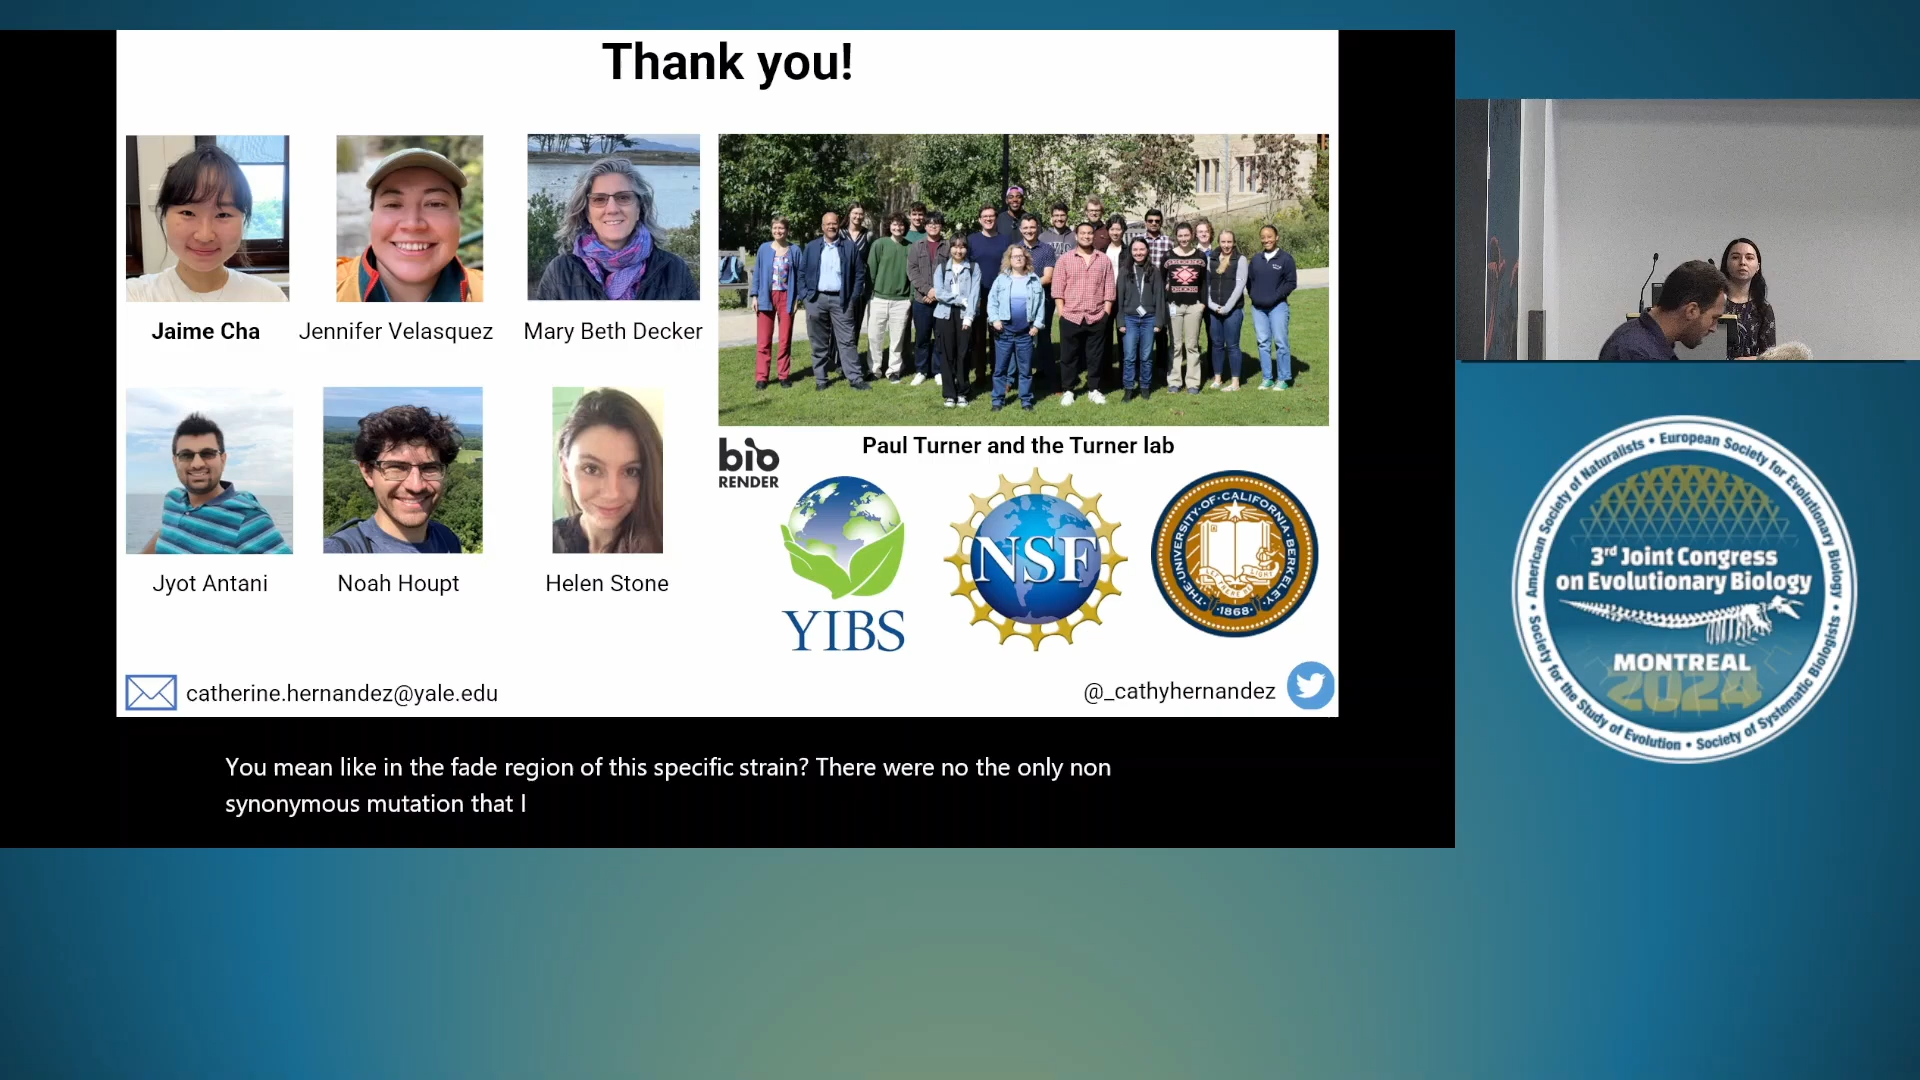 Thank you!
Jaime Cha
Jennifer Velasquez
Mary Beth Decker
Jyot Antani
Noah Houpt
Helen Stone
Paul Turner and the Turner lab
bio
RENDER
YIBS
NSF
THE·UNIVERSITY·OF·CALIFORNIA·BERKELEY·
LET THERE BE LIGHT
·1868·
catherine.hernandez@yale.edu
@_cathyhernandez
You mean like in the fade region of this specific strain? There were no the only non
synonymous mutation that I
American Society of Naturalists • European Society for Evolutionary Biology •
Society for the Study of Evolution • Society of Systematic Biologists •
3rd Joint Congress
on Evolutionary Biology
MONTREAL
2024